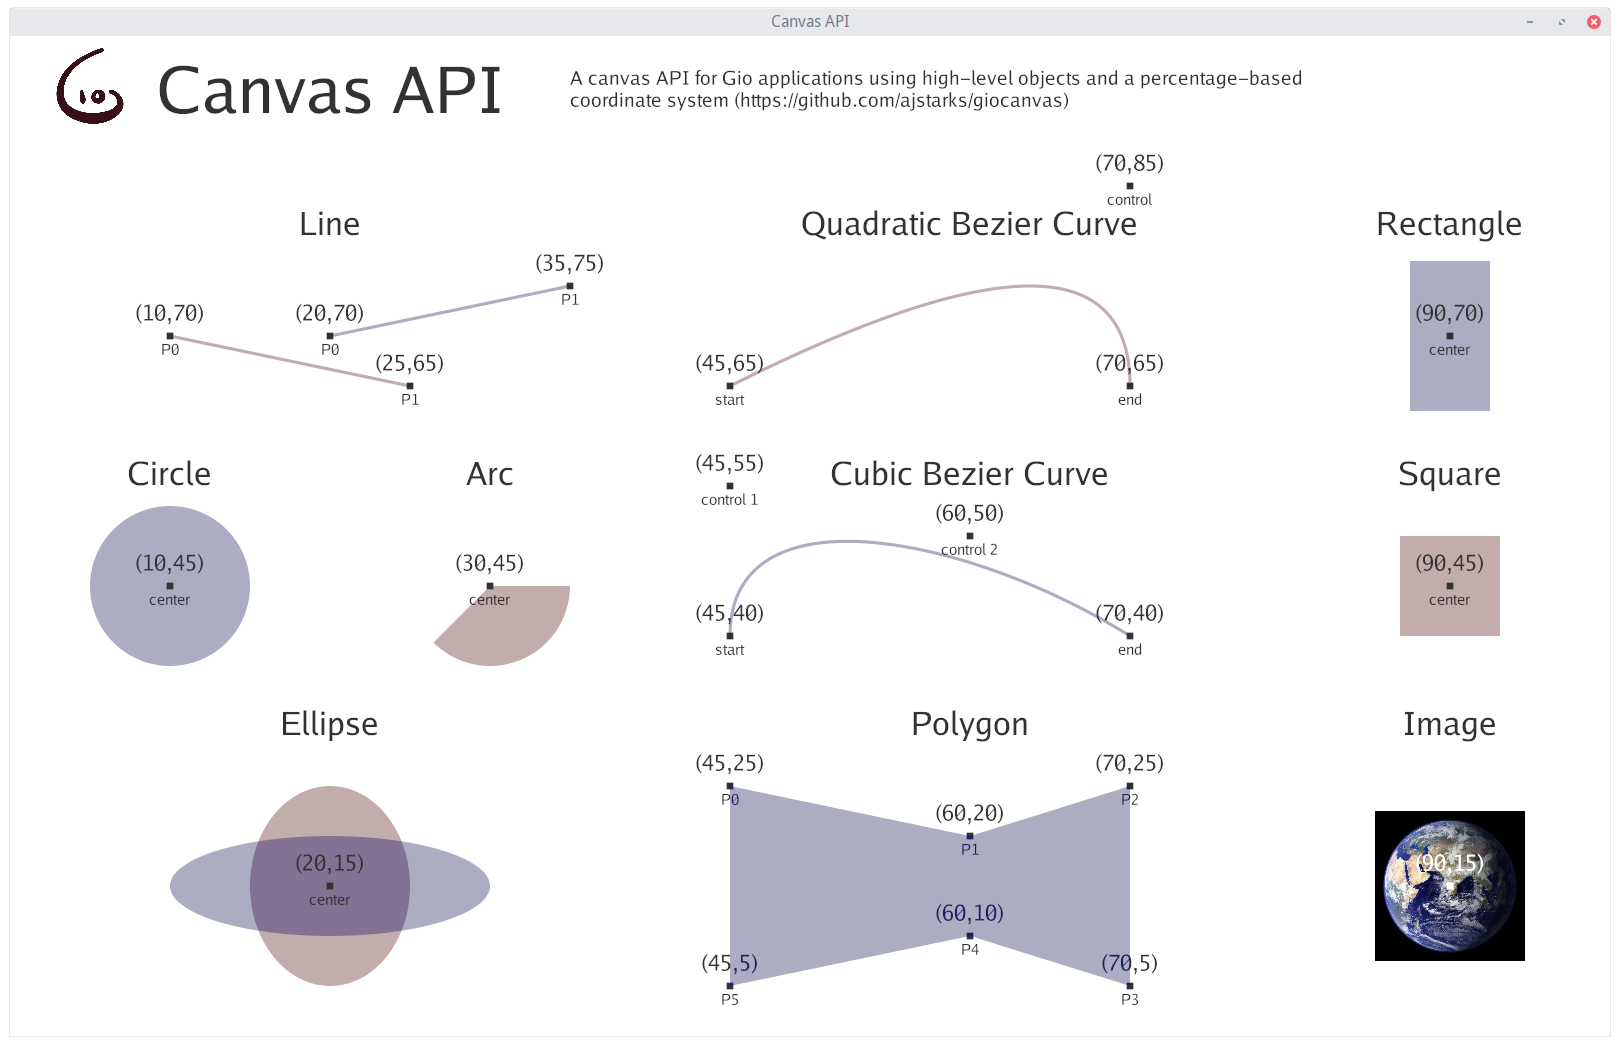 Canvas API
Gio
Canvas API
A canvas API for Gio applications using high-level objects and a percentage-based
coordinate system (https://github.com/ajstarks/giocanvas)
Line
(35,75)
P1
(10,70)
P0
(20,70)
P0
(25,65)
P1
(70,85)
control
Quadratic Bezier Curve
(45,65)
start
(70,65)
end
Rectangle
(90,70)
center
Circle
(10,45)
center
Arc
(30,45)
center
(45,55)
control 1
Cubic Bezier Curve
(60,50)
control 2
(45,40)
start
(70,40)
end
Square
(90,45)
center
Ellipse
(20,15)
center
Polygon
(45,25)
P0
(70,25)
P2
(60,20)
P1
(60,10)
P4
(45,5)
P5
(70,5)
P3
Image
(90,15)